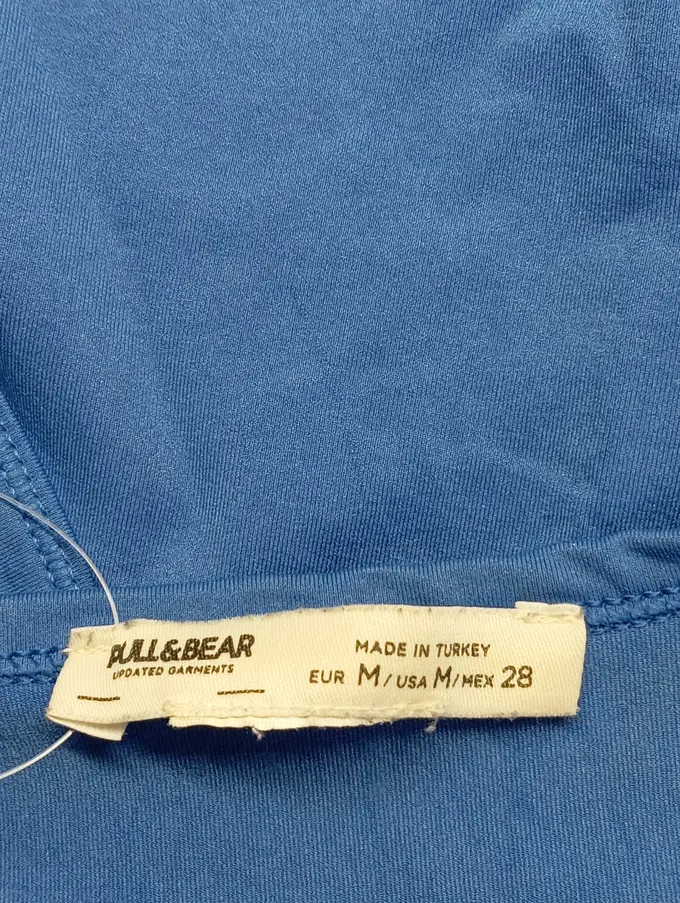 PULL&BEAR
UPDATED GARMENTS
MADE IN TURKEY
EUR M/USA M/MEX 28